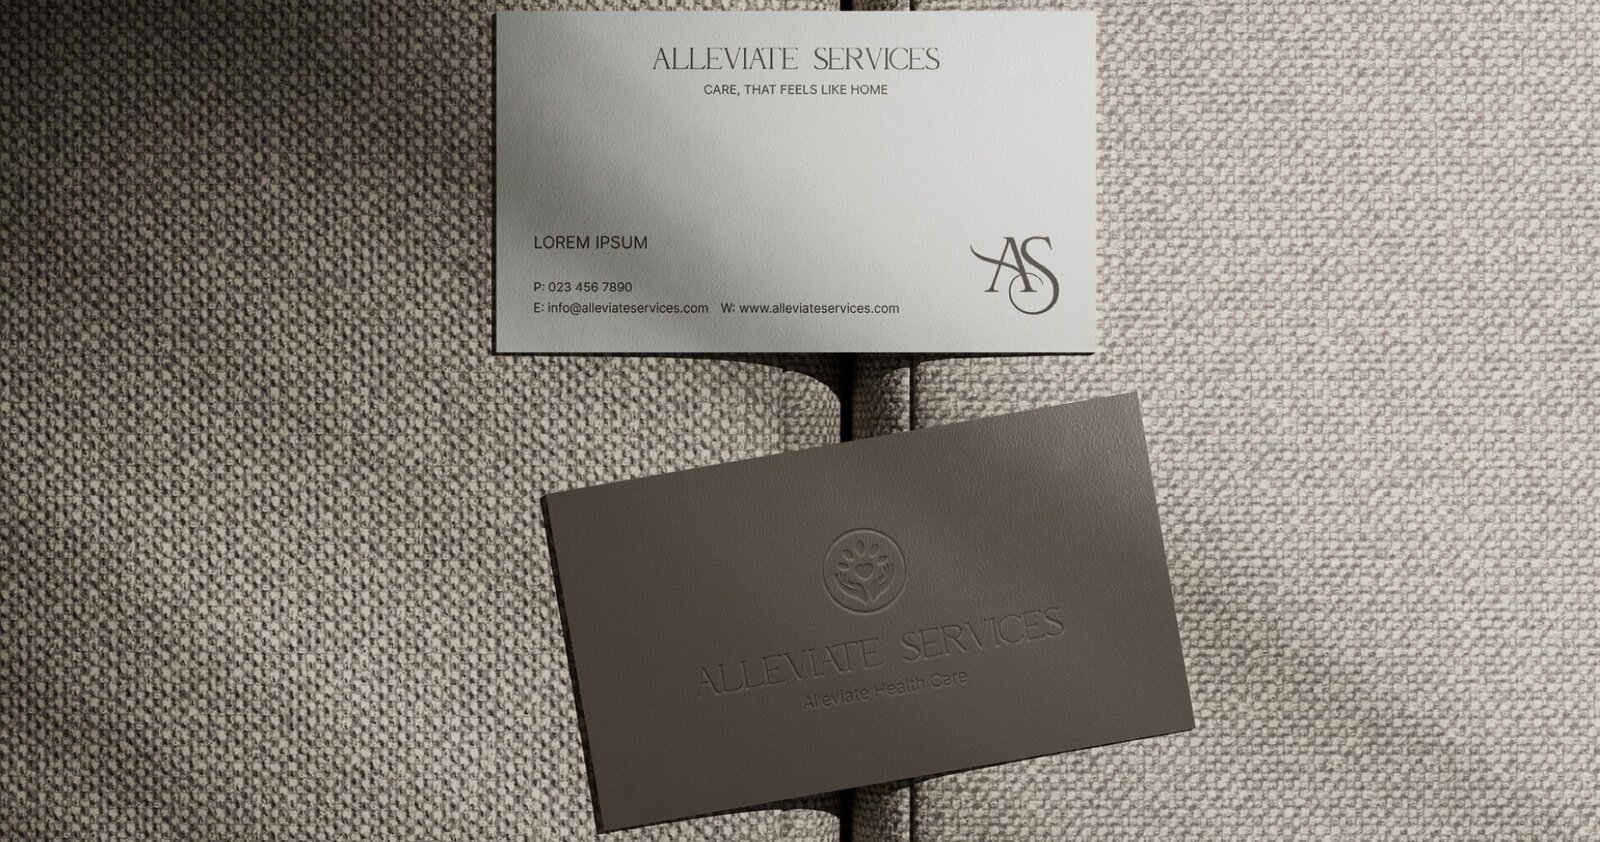 ALLEVIATE SERVICES
CARE, THAT FEELS LIKE HOME
LOREM IPSUM
P: 023 456 7890
E: info@alleviateservices.com W: www.alleviateservices.com
AS
ALLEVIATE SERVICES
Alleviate Health Care